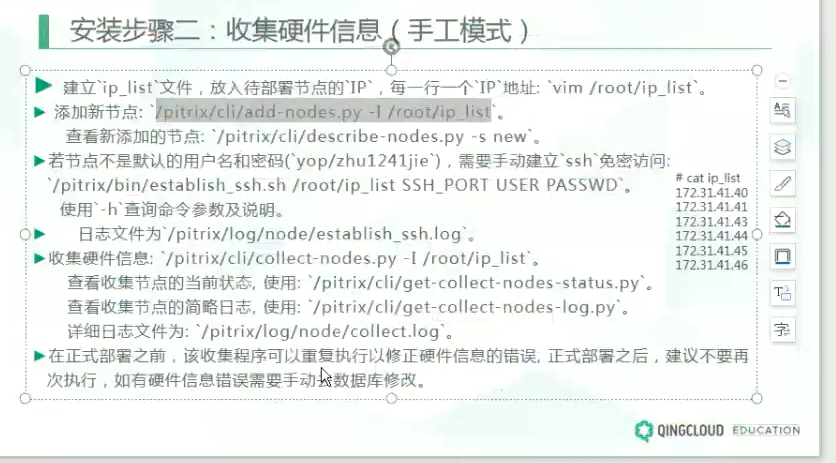 安装步骤二：收集硬件信息（手工模式）
建立`ip_list`文件，放入待部署节点的`IP`，每一行一个`IP`地址: `vim /root/ip_list`。
添加新节点: `/pitrix/cli/add-nodes.py -I /root/ip_list`。
查看新添加的节点: `/pitrix/cli/describe-nodes.py -s new`。
若节点不是默认的用户名和密码(`yop/zhu1241jie`)，需要手动建立`ssh`免密访问:
`/pitrix/bin/establish_ssh.sh /root/ip_list SSH_PORT USER PASSWD`。
使用`-h`查询命令参数及说明。
日志文件为`/pitrix/log/node/establish_ssh.log`。
收集硬件信息: `/pitrix/cli/collect-nodes.py -I /root/ip_list`。
查看收集节点的当前状态, 使用: `/pitrix/cli/get-collect-nodes-status.py`。
查看收集节点的简略日志, 使用: `/pitrix/cli/get-collect-nodes-log.py`。
详细日志文件为: `/pitrix/log/node/collect.log`。
在正式部署之前，该收集程序可以重复执行以修正硬件信息的错误, 正式部署之后，建议不要再
次执行，如有硬件信息错误需要手动 数据库修改。
# cat ip_list
172.31.41.40
172.31.41.41
172.31.41.43
172.31.41.44
172.31.41.45
172.31.41.46
QINGCLOUD EDUCATION